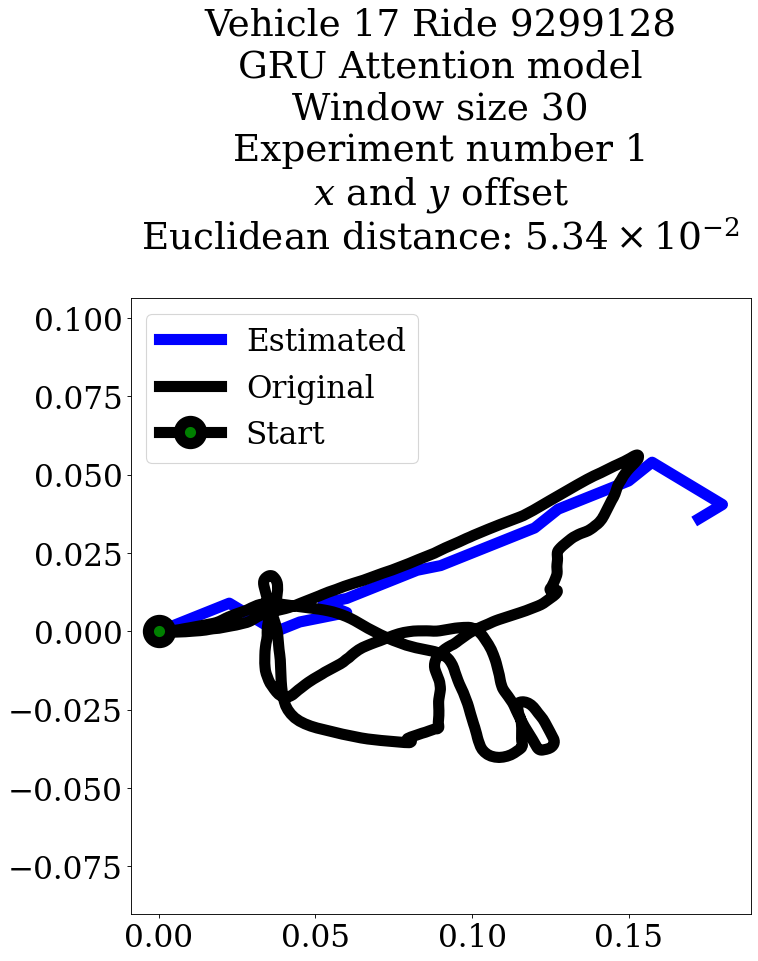 Vehicle 17 Ride 9299128
GRU Attention model
Window size 30
Experiment number 1
x and y offset
Euclidean distance: 5.34 × 10⁻²
Estimated
Original
Start
0.100
0.075
0.050
0.025
0.000
−0.025
−0.050
−0.075
0.00 0.05 0.10 0.15